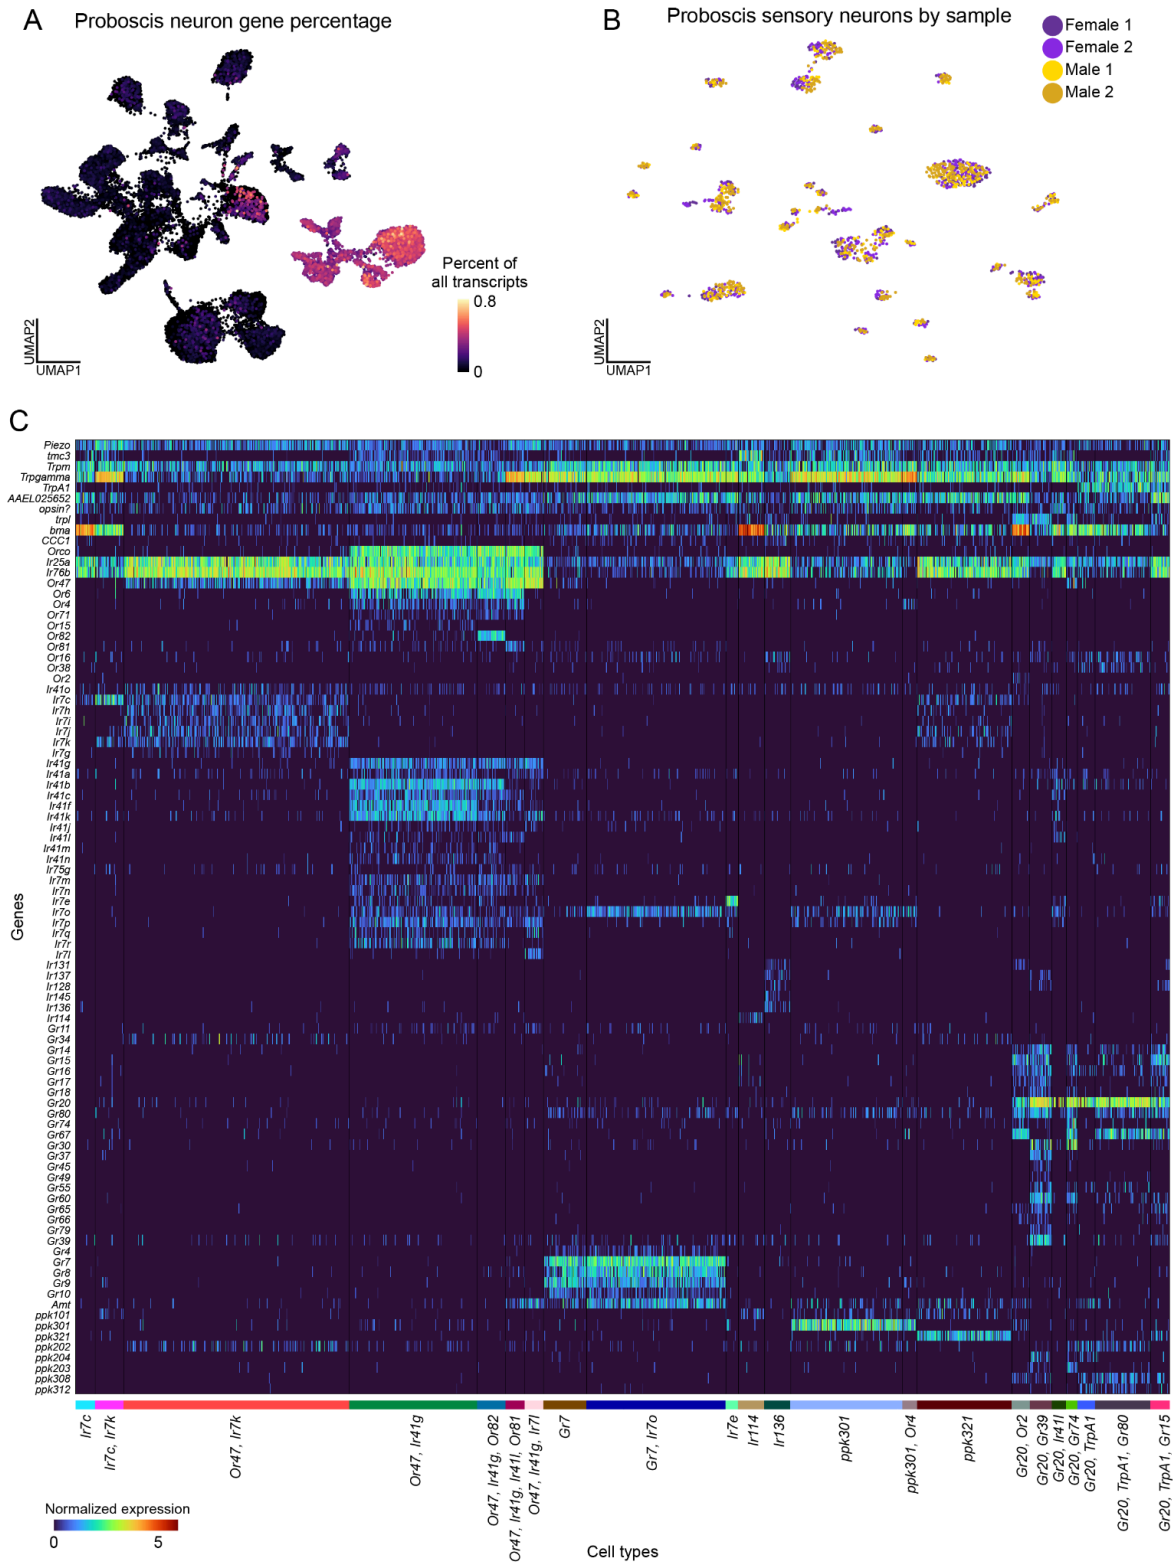 A
Proboscis neuron gene percentage
Percent of
all transcripts
0.8
0
UMAP2
UMAP1
B
Proboscis sensory neurons by sample
Female 1
Female 2
Male 1
Male 2
UMAP2
UMAP1
C
Genes
Piezo
tmc3
Trpm
Trpgamma
TrpA1
AAEL025652
opsin?
trpl
brna
CCC1
Orco
Ir25a
Ir76b
Or47
Or6
Or4
Or71
Or15
Or82
Or81
Or16
Or38
Or2
Ir41o
Ir7c
Ir7h
Ir7i
Ir7j
Ir7k
Ir7g
Ir41g
Ir41a
Ir41b
Ir41c
Ir41f
Ir41k
Ir41j
Ir41l
Ir41m
Ir41n
Ir75g
Ir7m
Ir7n
Ir7e
Ir7o
Ir7p
Ir7q
Ir7r
Ir7l
Ir131
Ir137
Ir128
Ir145
Ir136
Ir114
Gr11
Gr34
Gr14
Gr15
Gr16
Gr17
Gr18
Gr20
Gr80
Gr74
Gr67
Gr30
Gr37
Gr45
Gr49
Gr55
Gr60
Gr65
Gr66
Gr79
Gr39
Gr4
Gr7
Gr8
Gr9
Gr10
Amt
ppk101
ppk301
ppk321
ppk202
ppk204
ppk203
ppk308
ppk312
Ir7c
Ir7c, Ir7k
Or47, Ir7k
Or47, Ir41g
Or47, Ir41g, Or82
Or47, Ir41g, Ir41l, Or81
Or47, Ir41g, Ir7l
Gr7
Gr7, Ir7o
Ir7e
Ir114
Ir136
ppk301
ppk301, Or4
ppk321
Gr20, Or2
Gr20, Gr39
Gr20, Ir41l
Gr20, Gr74
Gr20, TrpA1
Gr20, TrpA1, Gr80
Gr20, TrpA1, Gr15
Normalized expression
0
5
Cell types